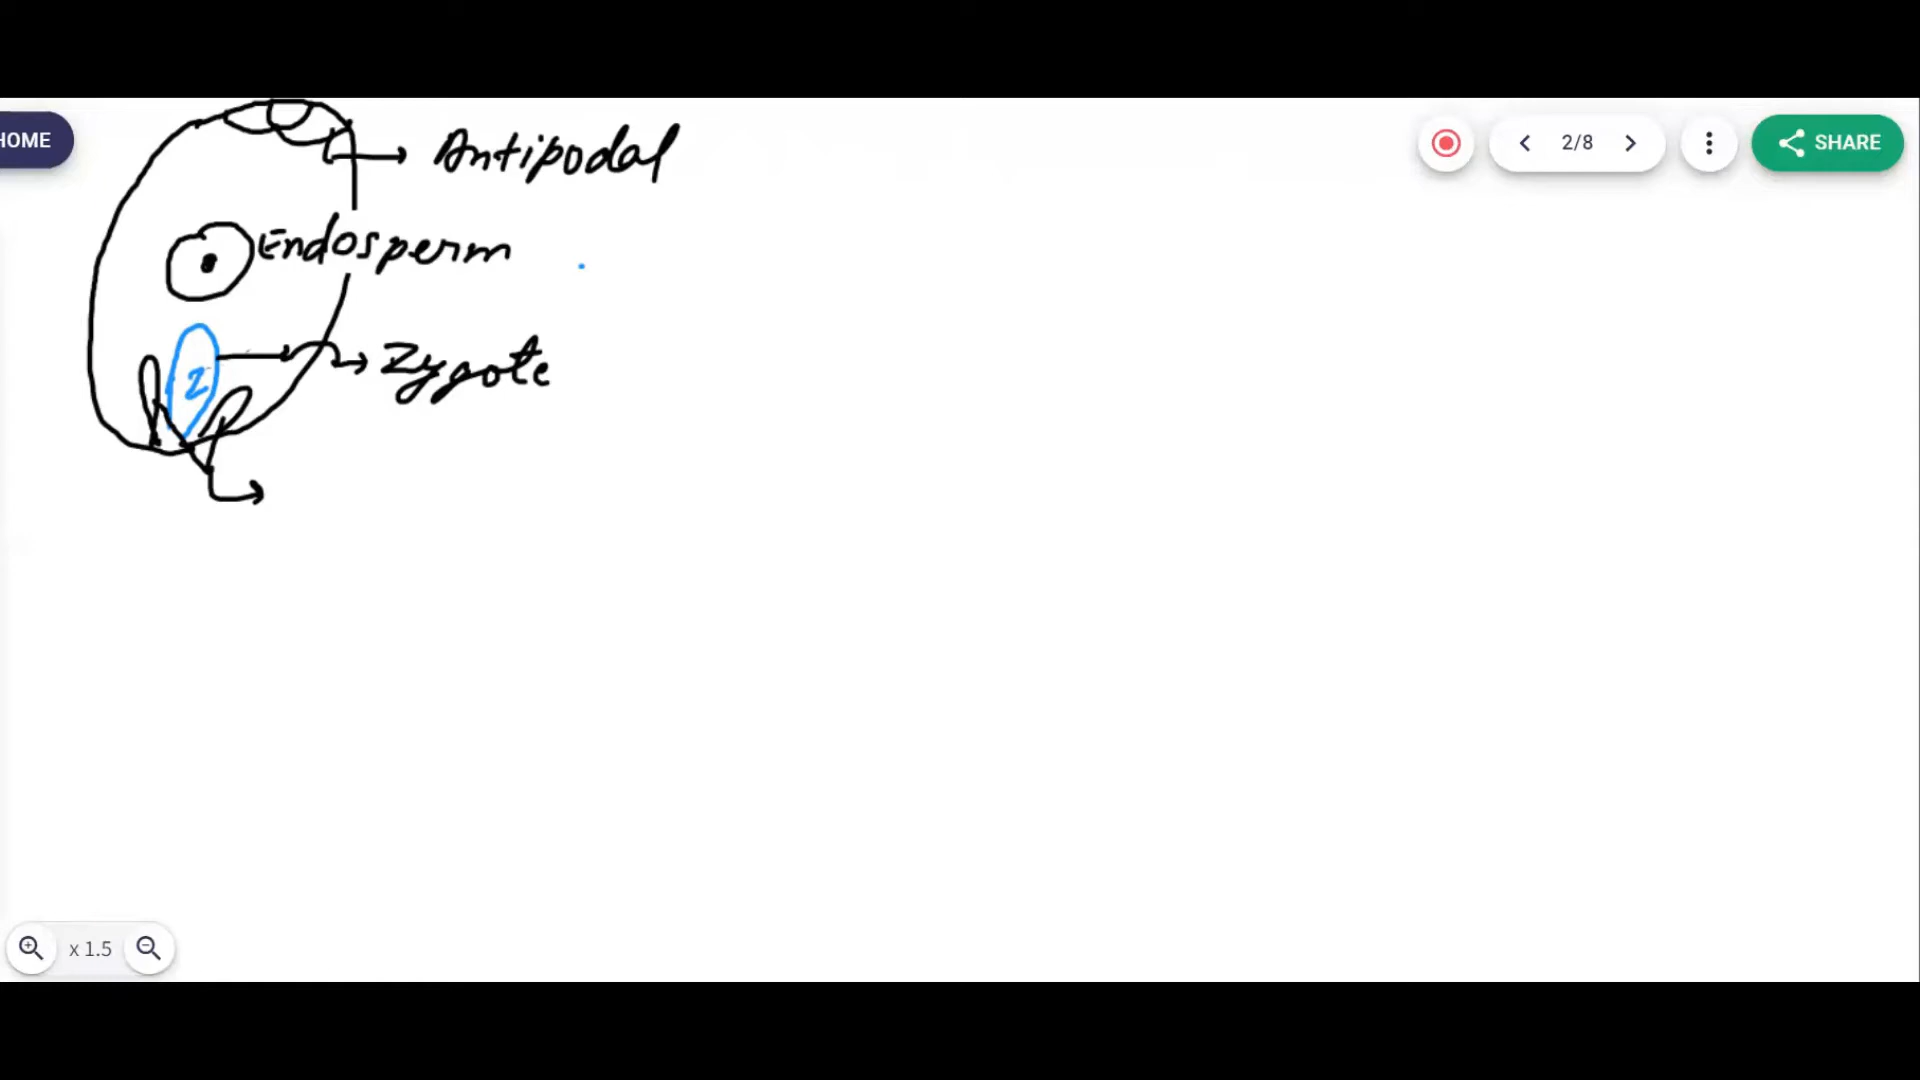 HOME
Antipodal
2/8
SHARE
Endosperm
Zygote
Z
x 1.5